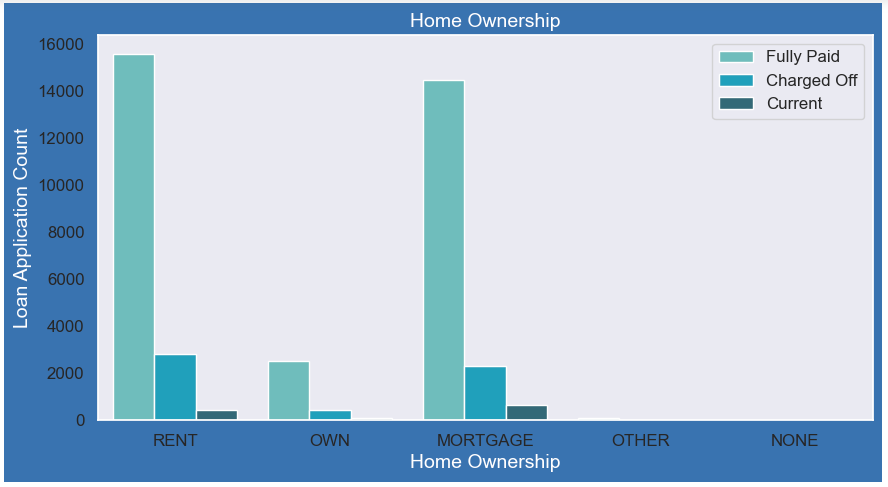 Home Ownership
Fully Paid
Charged Off
Current
Loan Application Count
16000
14000
12000
10000
8000
6000
4000
2000
0
RENT OWN MORTGAGE OTHER NONE
Home Ownership